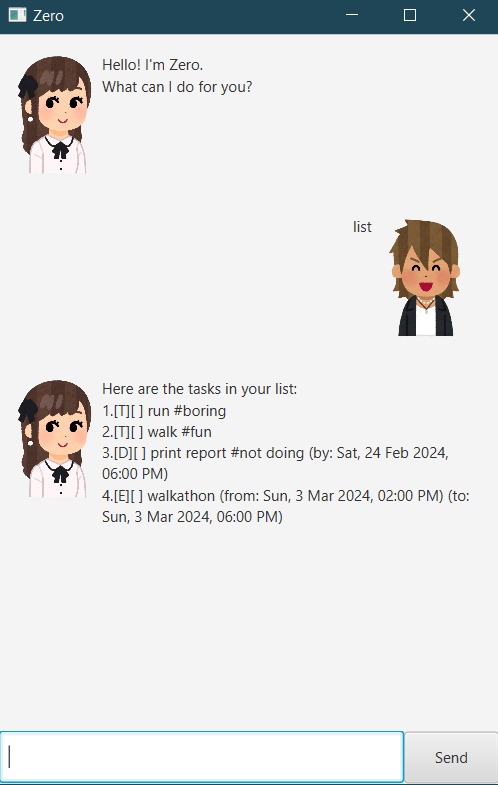 Zero
Hello! I'm Zero.
What can I do for you?
list
Here are the tasks in your list:
1.[T][ ] run #boring
2.[T][ ] walk #fun
3.[D][ ] print report #not doing (by: Sat, 24 Feb 2024,
06:00 PM)
4.[E][ ] walkathon (from: Sun, 3 Mar 2024, 02:00 PM) (to:
Sun, 3 Mar 2024, 06:00 PM)
Send